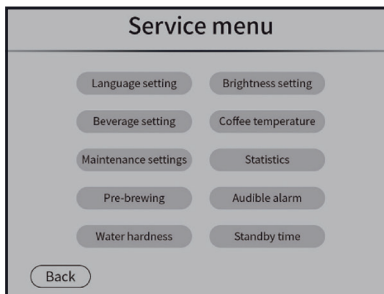 Service menu
Language setting Brightness setting
Beverage setting Coffee temperature
Maintenance settings Statistics
Pre-brewing Audible alarm
Water hardness Standby time
Back